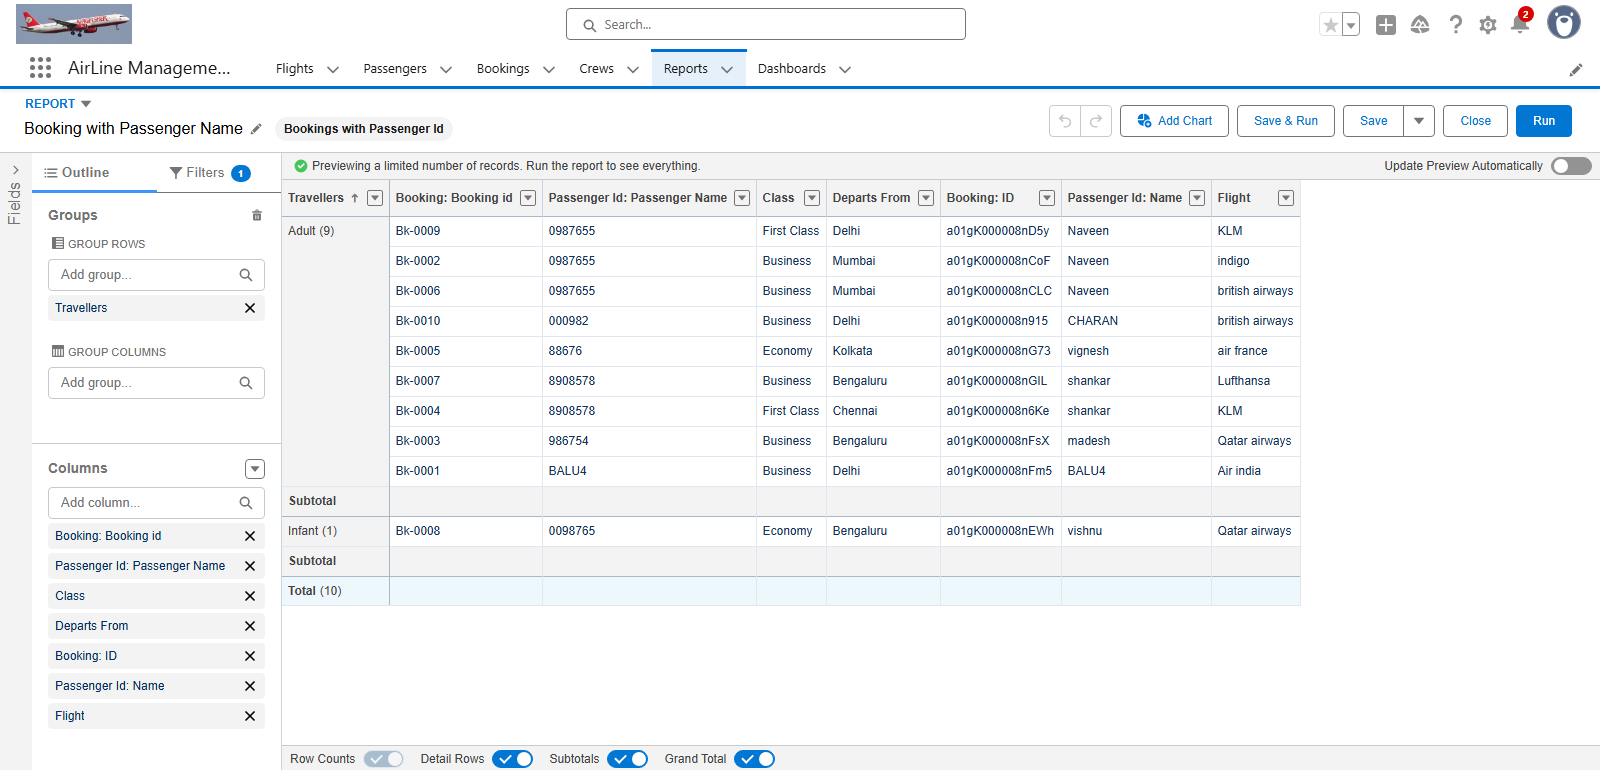 Search...
2
AirLine Manageme...
Flights
Passengers
Bookings
Crews
Reports
Dashboards
REPORT
Booking with Passenger Name
Bookings with Passenger Id
Add Chart
Save & Run
Save
Close
Run
Fields
Outline
Filters
1
Previewing a limited number of records. Run the report to see everything.
Update Preview Automatically
Groups
GROUP ROWS
Add group...
Travellers
GROUP COLUMNS
Add group...
Columns
Add column...
Booking: Booking id
Passenger Id: Passenger Name
Class
Departs From
Booking: ID
Passenger Id: Name
Flight
Travellers Booking: Booking id Passenger Id: Passenger Name Class Departs From Booking: ID Passenger Id: Name Flight
Adult (9) Bk-0009 0987655 First Class Delhi a01gK000008nD5y Naveen KLM
Bk-0002 0987655 Business Mumbai a01gK000008nCoF Naveen indigo
Bk-0006 0987655 Business Mumbai a01gK000008nCLC Naveen british airways
Bk-0010 000982 Business Delhi a01gK000008n915 CHARAN british airways
Bk-0005 88676 Economy Kolkata a01gK000008nG73 vignesh air france
Bk-0007 8908578 Business Bengaluru a01gK000008nGIL shankar Lufthansa
Bk-0004 8908578 First Class Chennai a01gK000008n6Ke shankar KLM
Bk-0003 986754 Business Bengaluru a01gK000008nFsX madesh Qatar airways
Bk-0001 BALU4 Business Delhi a01gK000008nFm5 BALU4 Air india
Subtotal
Infant (1) Bk-0008 0098765 Economy Bengaluru a01gK000008nEWh vishnu Qatar airways
Subtotal
Total (10)
Row Counts
Detail Rows
Subtotals
Grand Total